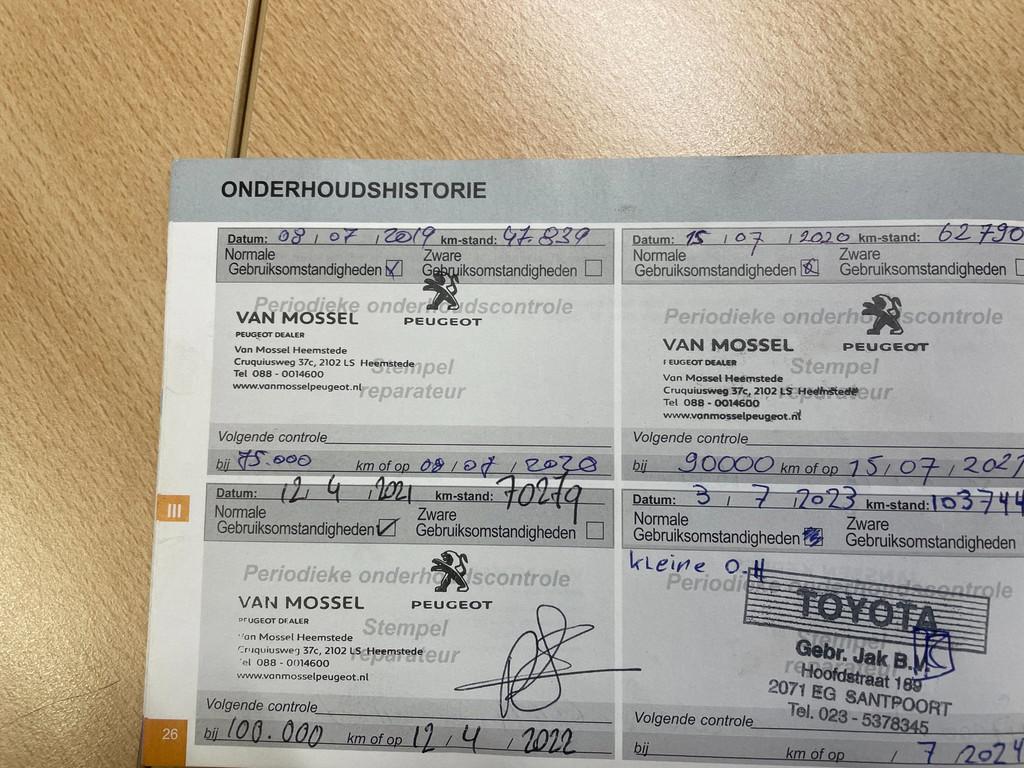 ONDERHOUDSHISTORIE
Datum: 08 / 07 / 2019 km-stand: 47.839
Normale Gebruiksomstandigheden
Zware Gebruiksomstandigheden
Periodieke onderhoudscontrole
VAN MOSSEL
PEUGEOT DEALER
PEUGEOT
Van Mossel Heemstede
Cruquiusweg 37c, 2102 LS Heemstede
Tel 088 - 0014600
www.vanmosselpeugeot.nl
Stempel
reparateur
Volgende controle
bij 75.000 km of op 08 / 07 / 2020
Datum: 15 / 07 / 2020 km-stand: 62790
Normale Gebruiksomstandigheden
Zware Gebruiksomstandigheden
Periodieke onderhoudscontrole
VAN MOSSEL
PEUGEOT DEALER
PEUGEOT
Van Mossel Heemstede
Cruquiusweg 37c, 2102 LS Heemstede
Tel 088 - 0014600
www.vanmosselpeugeot.nl
Stempel
reparateur
Volgende controle
bij 90000 km of op 15 / 07 / 2021
III
Datum: 12 / 4 / 2021 km-stand: 70279
Normale Gebruiksomstandigheden
Zware Gebruiksomstandigheden
Periodieke onderhoudscontrole
VAN MOSSEL
PEUGEOT DEALER
PEUGEOT
Van Mossel Heemstede
Cruquiusweg 37c, 2102 LS Heemstede
Tel 088 - 0014600
www.vanmosselpeugeot.nl
Stempel
reparateur
Volgende controle
bij 100.000 km of op 12 / 4 / 2022
Datum: 3 / 7 / 2023 km-stand: 103744
Normale Gebruiksomstandigheden
Zware Gebruiksomstandigheden
kleine O.H
Periodieke onderhoudscontrole
Stempel
reparateur
TOYOTA
Gebr. Jak B.V.
Hoofdstraat 189
2071 EG SANTPOORT
Tel. 023 - 5378345
Volgende controle
bij km of op / 7 / 2024
26